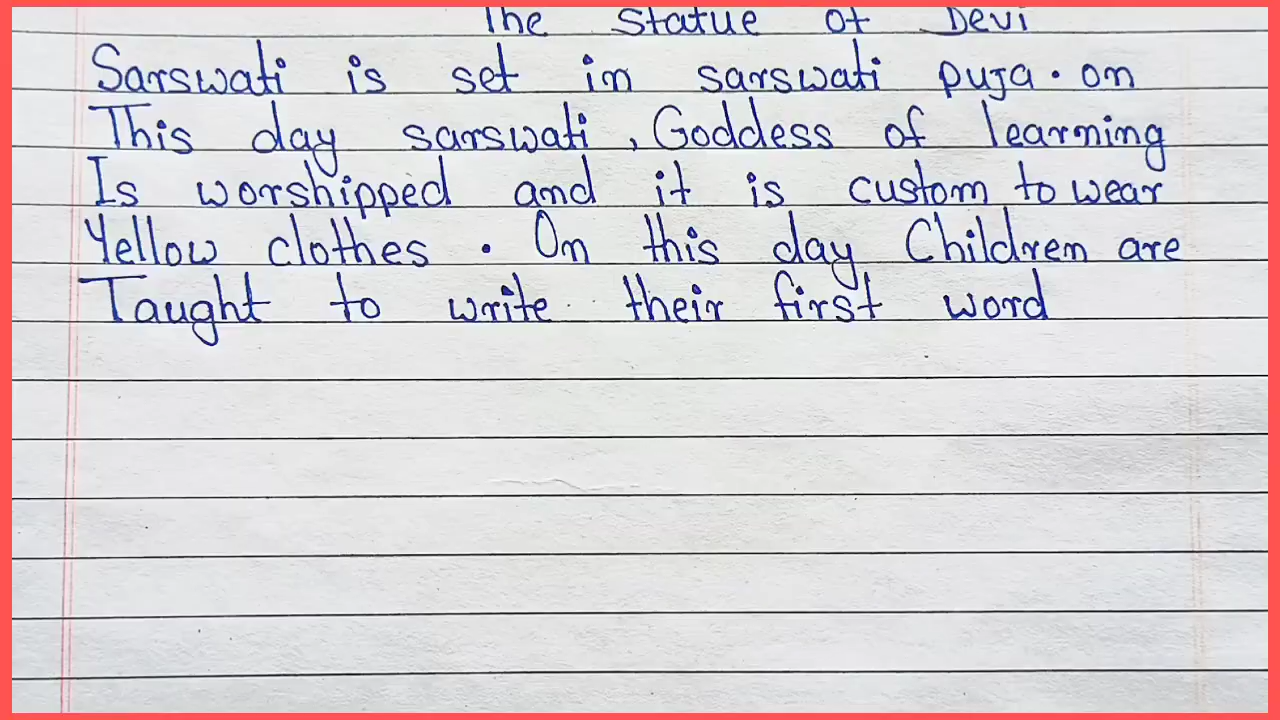 The Statue of Devi
Sarswati is set in sarswati puja. on
This day sarswati, Goddess of learning
Is worshipped and it is custom to wear
Yellow clothes. On this day Children are
Taught to write their first word